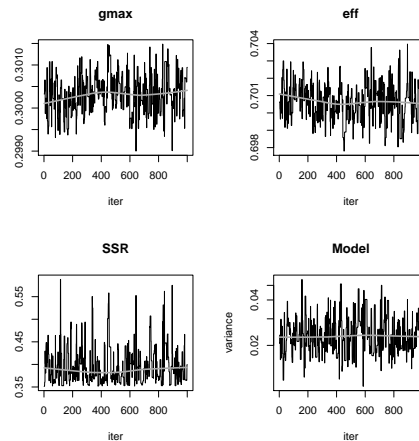 gmax
0.2990 0.3000 0.3010
0 200 400 600 800
iter
eff
0.698 0.701 0.704
0 200 400 600 800
iter
SSR
0.35 0.45 0.55
0 200 400 600 800
iter
Model
variance
0.02 0.04
0 200 400 600 800
iter